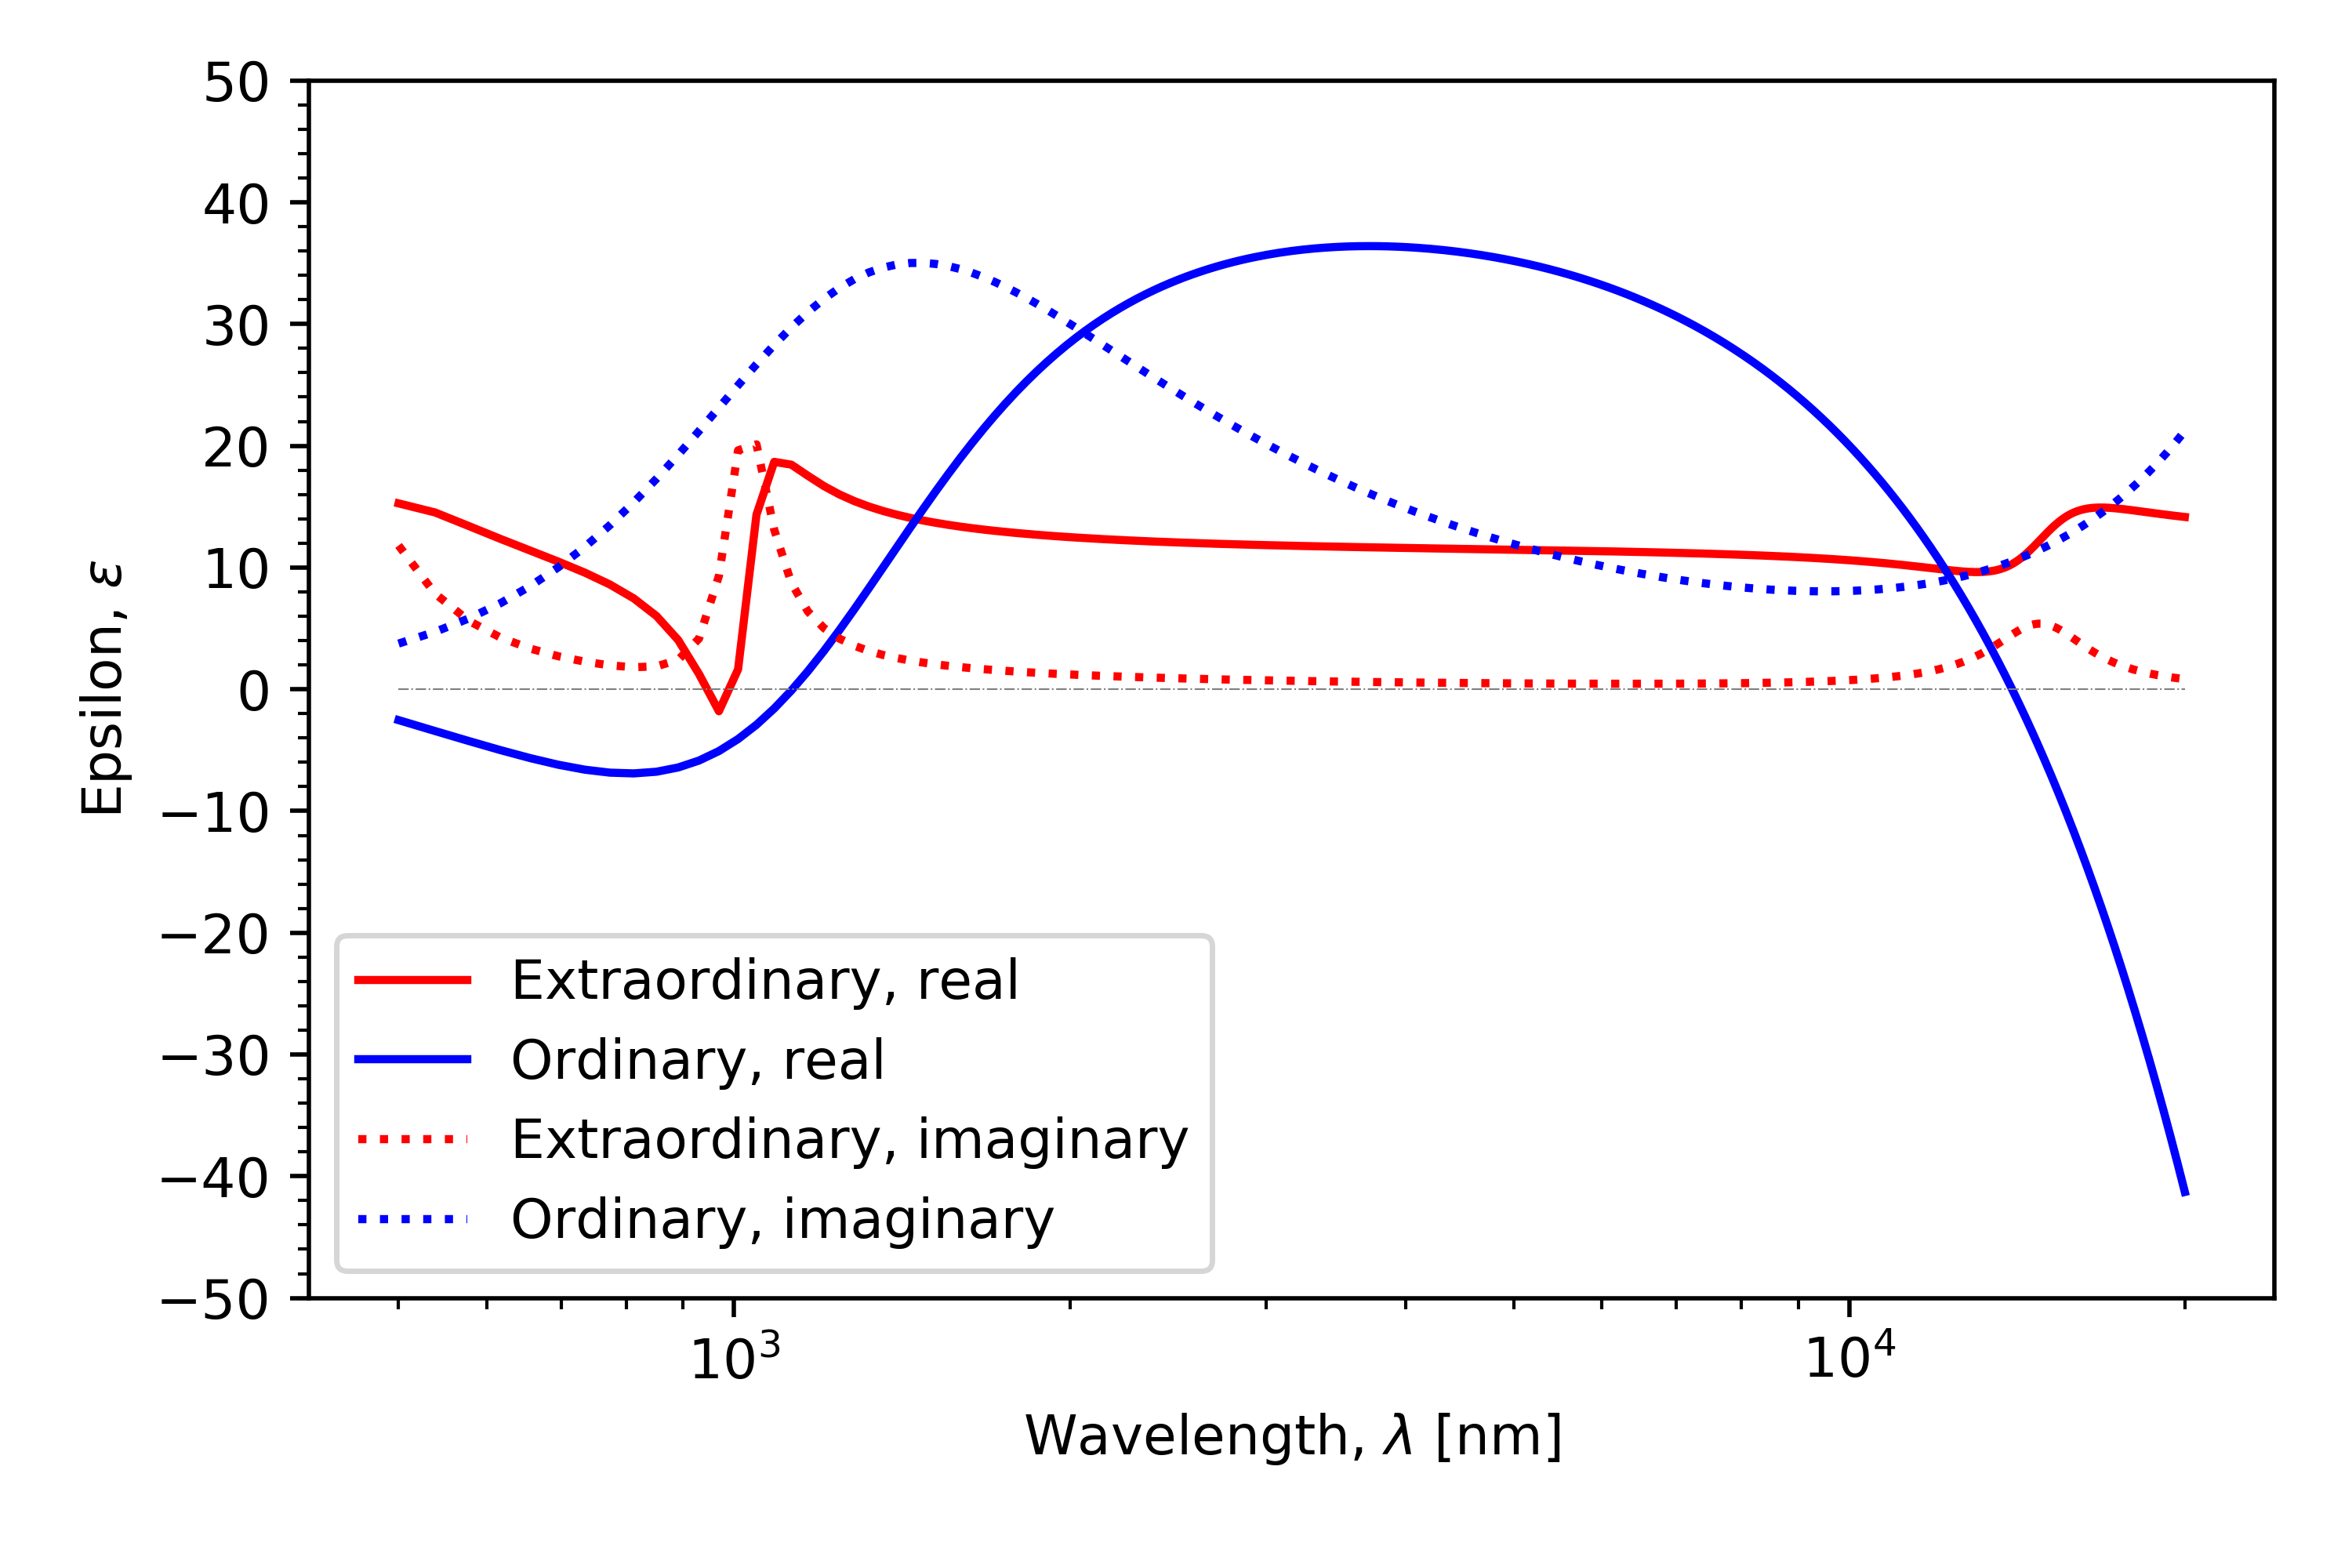 50
40
30
20
10
0
−10
−20
−30
−40
−50
Epsilon, ε
Extraordinary, real
Ordinary, real
Extraordinary, imaginary
Ordinary, imaginary
10³
10⁴
Wavelength, λ [nm]